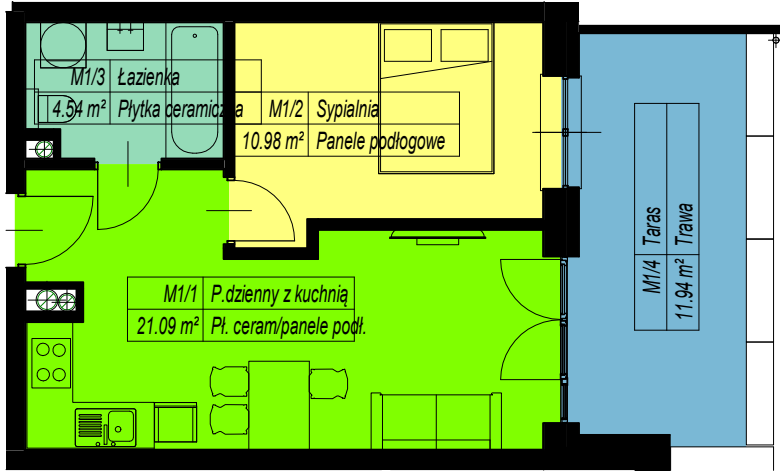 M1/3 Łazienka
4.54 m² Płytka ceramiczna
M1/2 Sypialnia
10.98 m² Panele podłogowe
M1/4 Taras
11.94 m² Trawa
M1/1 P.dzienny z kuchnią
21.09 m² Pł. ceram/panele podł.